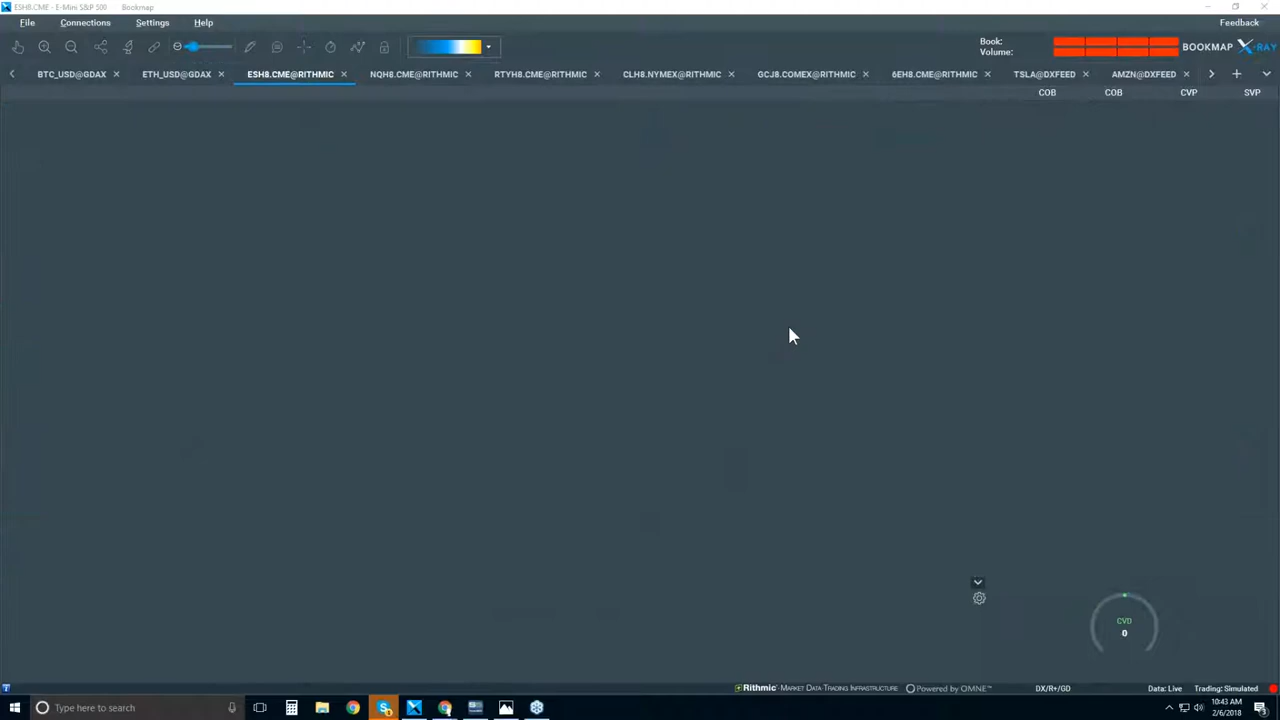 ESH8.CME - E-Mini S&P 500 Bookmap
File Connections Settings Help Feedback
Book:
Volume:
BOOKMAP X-RAY
BTC_USD@GDAX ETH_USD@GDAX ESH8.CME@RITHMIC NQH8.CME@RITHMIC RTYH8.CME@RITHMIC CLH8.NYMEX@RITHMIC GCJ8.COMEX@RITHMIC 6EH8.CME@RITHMIC TSLA@DXFEED AMZN@DXFEED
COB COB CVP SVP
CVD
0
Rithmic - Market Data-Trading Infrastructure Powered by OMNE™ DX/R+/GD Data: Live Trading: Simulated
Type here to search
10:43 AM
2/6/2018
3